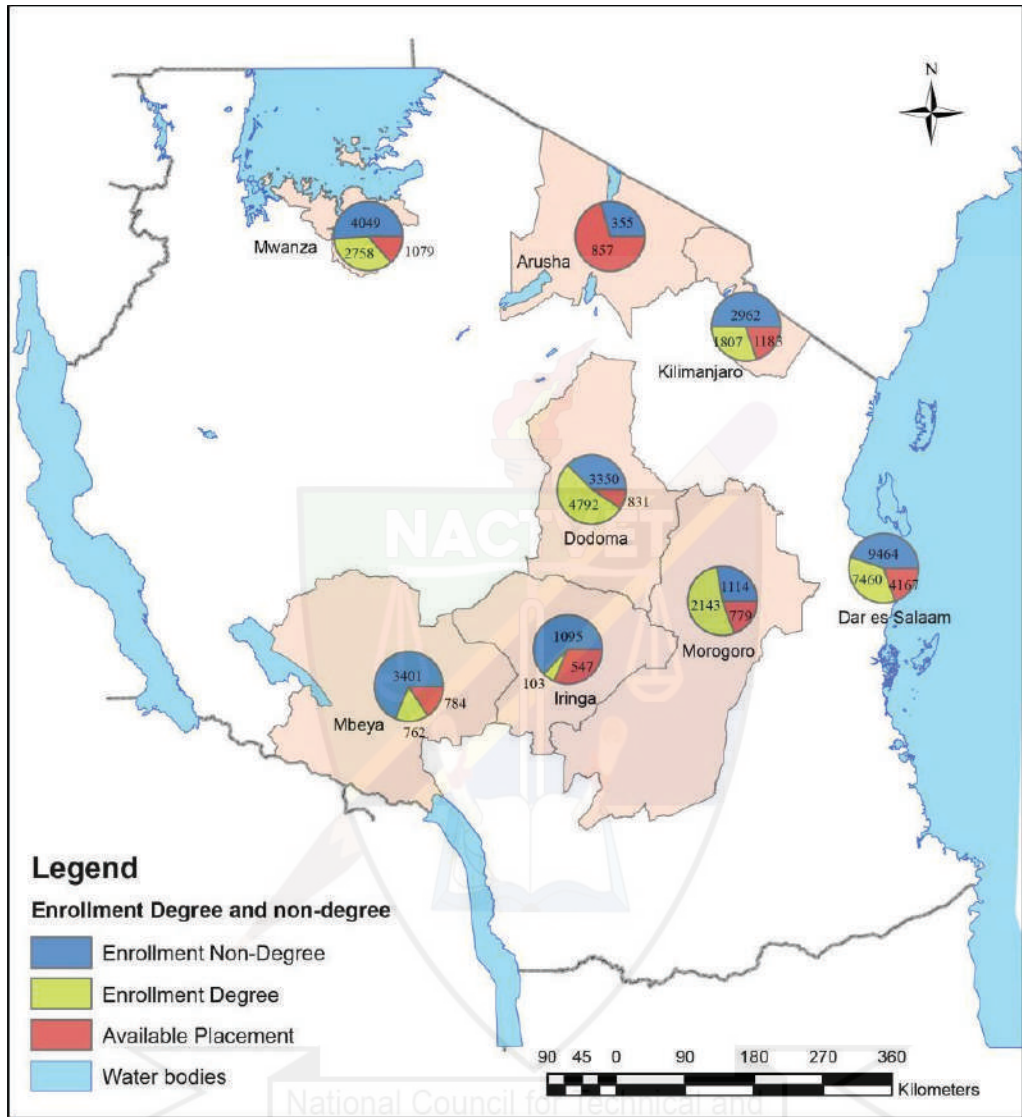 N
4049
2758
1079
Mwanza
355
857
Arusha
2962
1807
1183
Kilimanjaro
3350
4792
831
Dodoma
NACTVET
9464
7460
4167
Dar es Salaam
1114
2143
779
Morogoro
1095
103
547
Iringa
3401
784
762
Mbeya
Legend
Enrollment Degree and non-degree
Enrollment Non-Degree
Enrollment Degree
Available Placement
Water bodies
90 45 0 90 180 270 360
Kilometers
National Council for Technical and